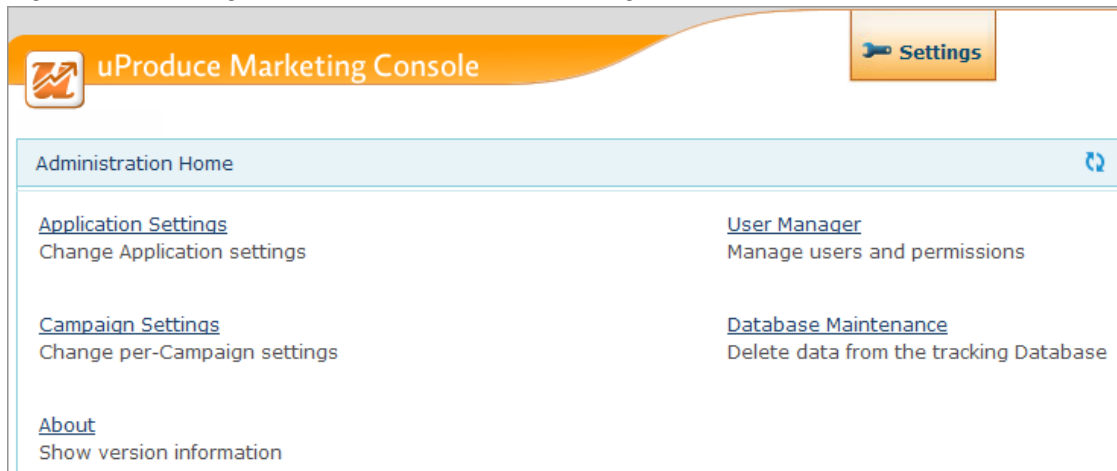 uProduce Marketing Console
Settings
Administration Home
Application Settings
Change Application settings
User Manager
Manage users and permissions
Campaign Settings
Change per-Campaign settings
Database Maintenance
Delete data from the tracking Database
About
Show version information